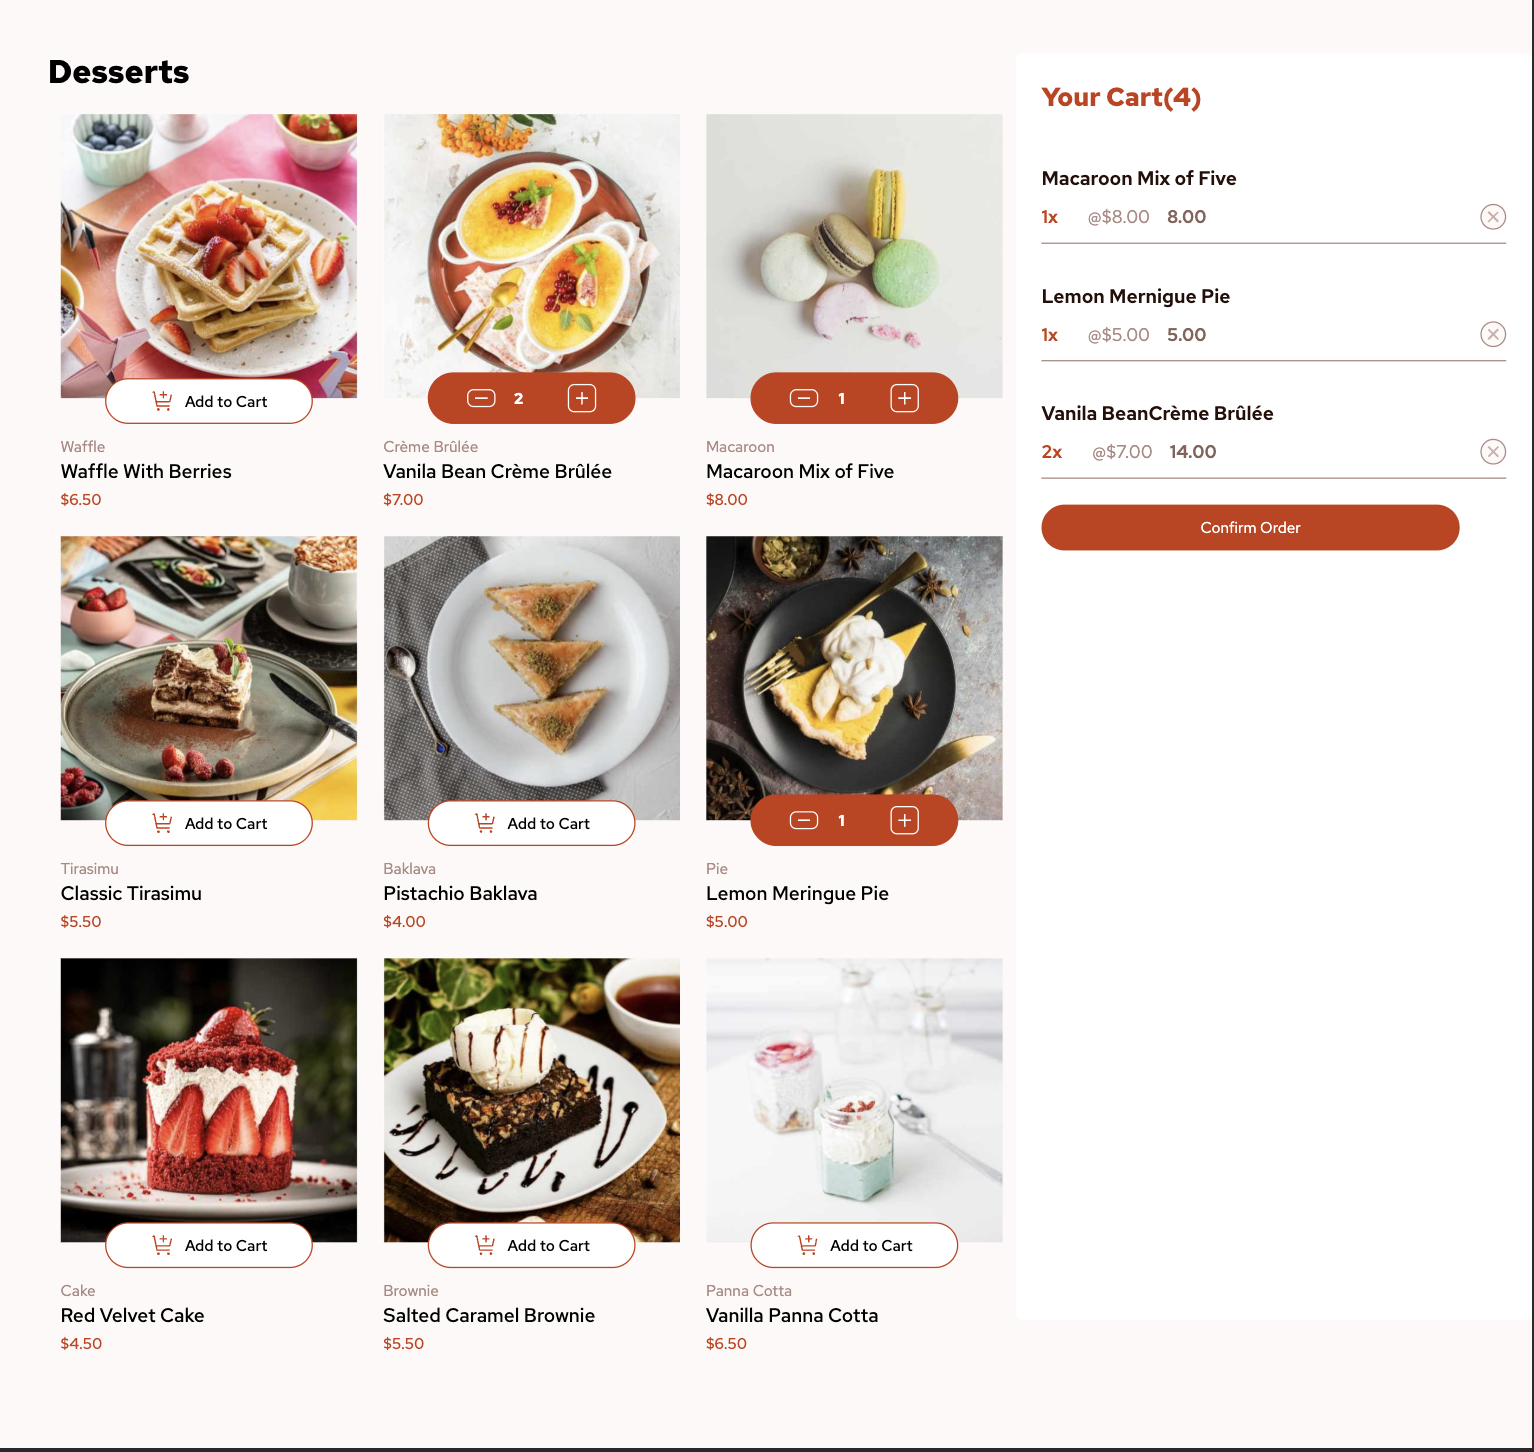 Desserts
Add to Cart
Waffle
Waffle With Berries
$6.50
2
Crème Brûlée
Vanila Bean Crème Brûlée
$7.00
1
Macaroon
Macaroon Mix of Five
$8.00
Add to Cart
Tirasimu
Classic Tirasimu
$5.50
Add to Cart
Baklava
Pistachio Baklava
$4.00
1
Pie
Lemon Meringue Pie
$5.00
Add to Cart
Cake
Red Velvet Cake
$4.50
Add to Cart
Brownie
Salted Caramel Brownie
$5.50
Add to Cart
Panna Cotta
Vanilla Panna Cotta
$6.50
Your Cart(4)
Macaroon Mix of Five
1x @$8.00 8.00
Lemon Mernigue Pie
1x @$5.00 5.00
Vanila BeanCrème Brûlée
2x @$7.00 14.00
Confirm Order